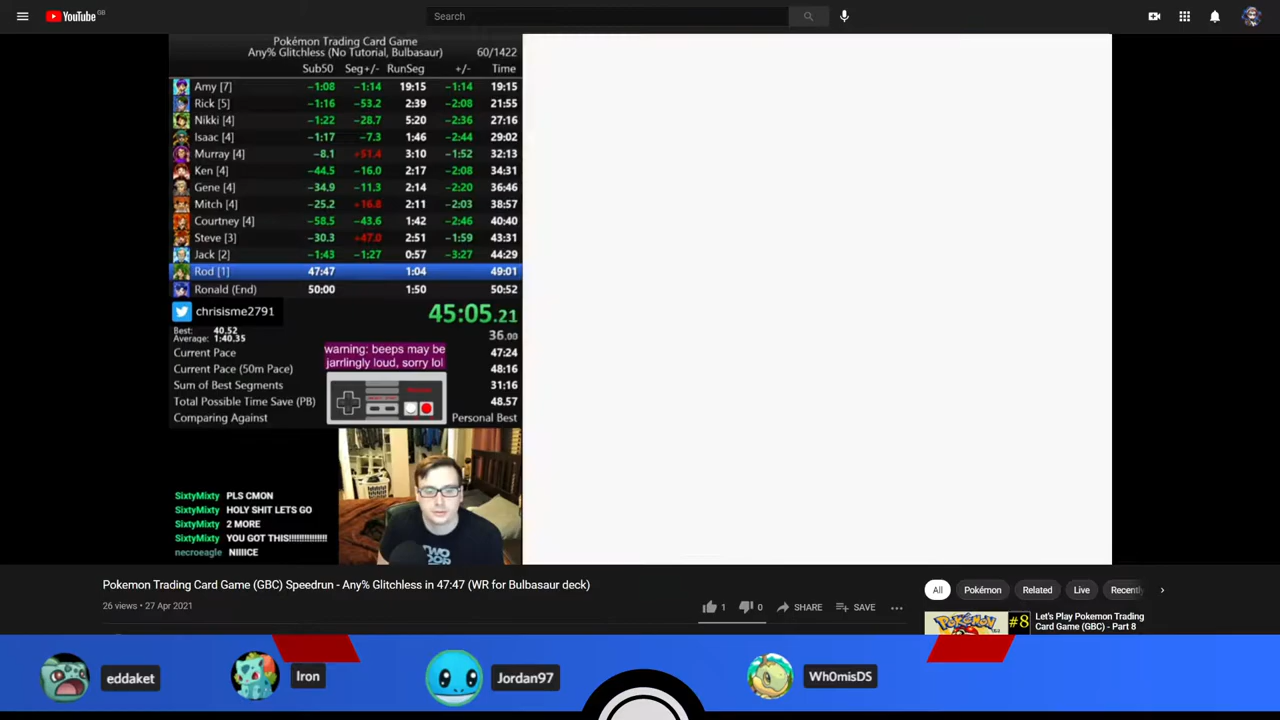 YouTube GB
Search
Pokémon Trading Card Game
Any% Glitchless (No Tutorial, Bulbasaur) 60/1422
Sub50 Seg+/- RunSeg +/- Time
Amy [7] −1:08 −1:14 19:15 −1:14 19:15
Rick [5] −1:16 −53.2 2:39 −2:08 21:55
Nikki [4] −1:22 −28.7 5:20 −2:36 27:16
Isaac [4] −1:17 −7.3 1:46 −2:44 29:02
Murray [4] −8.1 +51.4 3:10 −1:52 32:13
Ken [4] −44.5 −16.0 2:17 −2:08 34:31
Gene [4] −34.9 −11.3 2:14 −2:20 36:46
Mitch [4] −25.2 +16.8 2:11 −2:03 38:57
Courtney [4] −58.5 −43.6 1:42 −2:46 40:40
Steve [3] −30.3 +47.0 2:51 −1:59 43:31
Jack [2] −1:43 −1:27 0:57 −3:27 44:29
Rod [1] 47:47 1:04 49:01
Ronald (End) 50:00 1:50 50:52
chrisisme2791 45:05.21
Best: 40.52 36.00
Average: 1:40.35
warning: beeps may be
jarrlingly loud, sorry lol
Current Pace 47:24
Current Pace (50m Pace) 48:16
Sum of Best Segments 31:16
Total Possible Time Save (PB) 48.57
Comparing Against Personal Best
SixtyMixty PLS CMON
SixtyMixty HOLY SHIT LETS GO
SixtyMixty 2 MORE
SixtyMixty YOU GOT THIS!!!!!!!!!!!!!!!
necroeagle NIIIICE
Pokemon Trading Card Game (GBC) Speedrun - Any% Glitchless in 47:47 (WR for Bulbasaur deck)
26 views • 27 Apr 2021
1 0 SHARE SAVE
All Pokémon Related Live Recently
#8
Let's Play Pokemon Trading
Card Game (GBC) - Part 8
eddaket Iron Jordan97 Wh0misDS